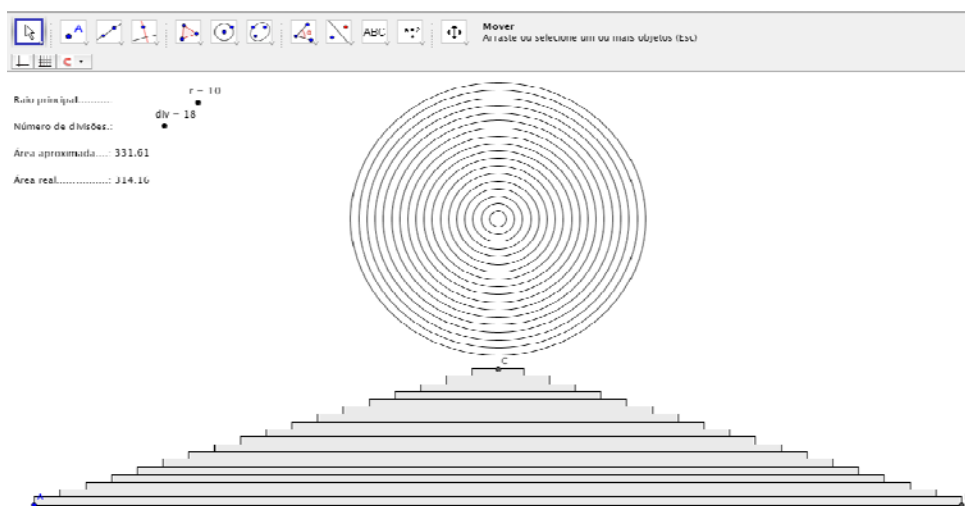 Mover
Arraste ou selecione um ou mais objetos (Esc)
ABC
A
r = 10
Raio principal..........
div = 18
Número de divisões.:
Área aproximada....: 331.61
Área real................: 314.16
C
A